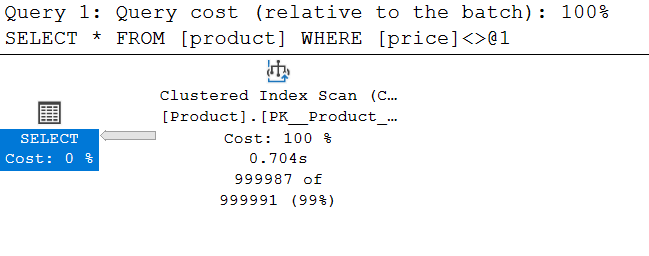 Query 1: Query cost (relative to the batch): 100%
SELECT * FROM [product] WHERE [price]<>@1
Clustered Index Scan (C…
[Product].[PK__Product_…
Cost: 100 %
0.704s
999987 of
999991 (99%)
SELECT
Cost: 0 %